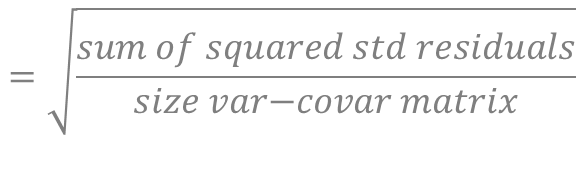 = √
sum of squared std residuals
size var−covar matrix